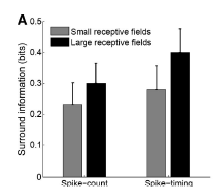 A
Small receptive fields
Large receptive fields
Surround information (bits)
0.5
0.4
0.3
0.2
0.1
0
Spike-count
Spike-timing